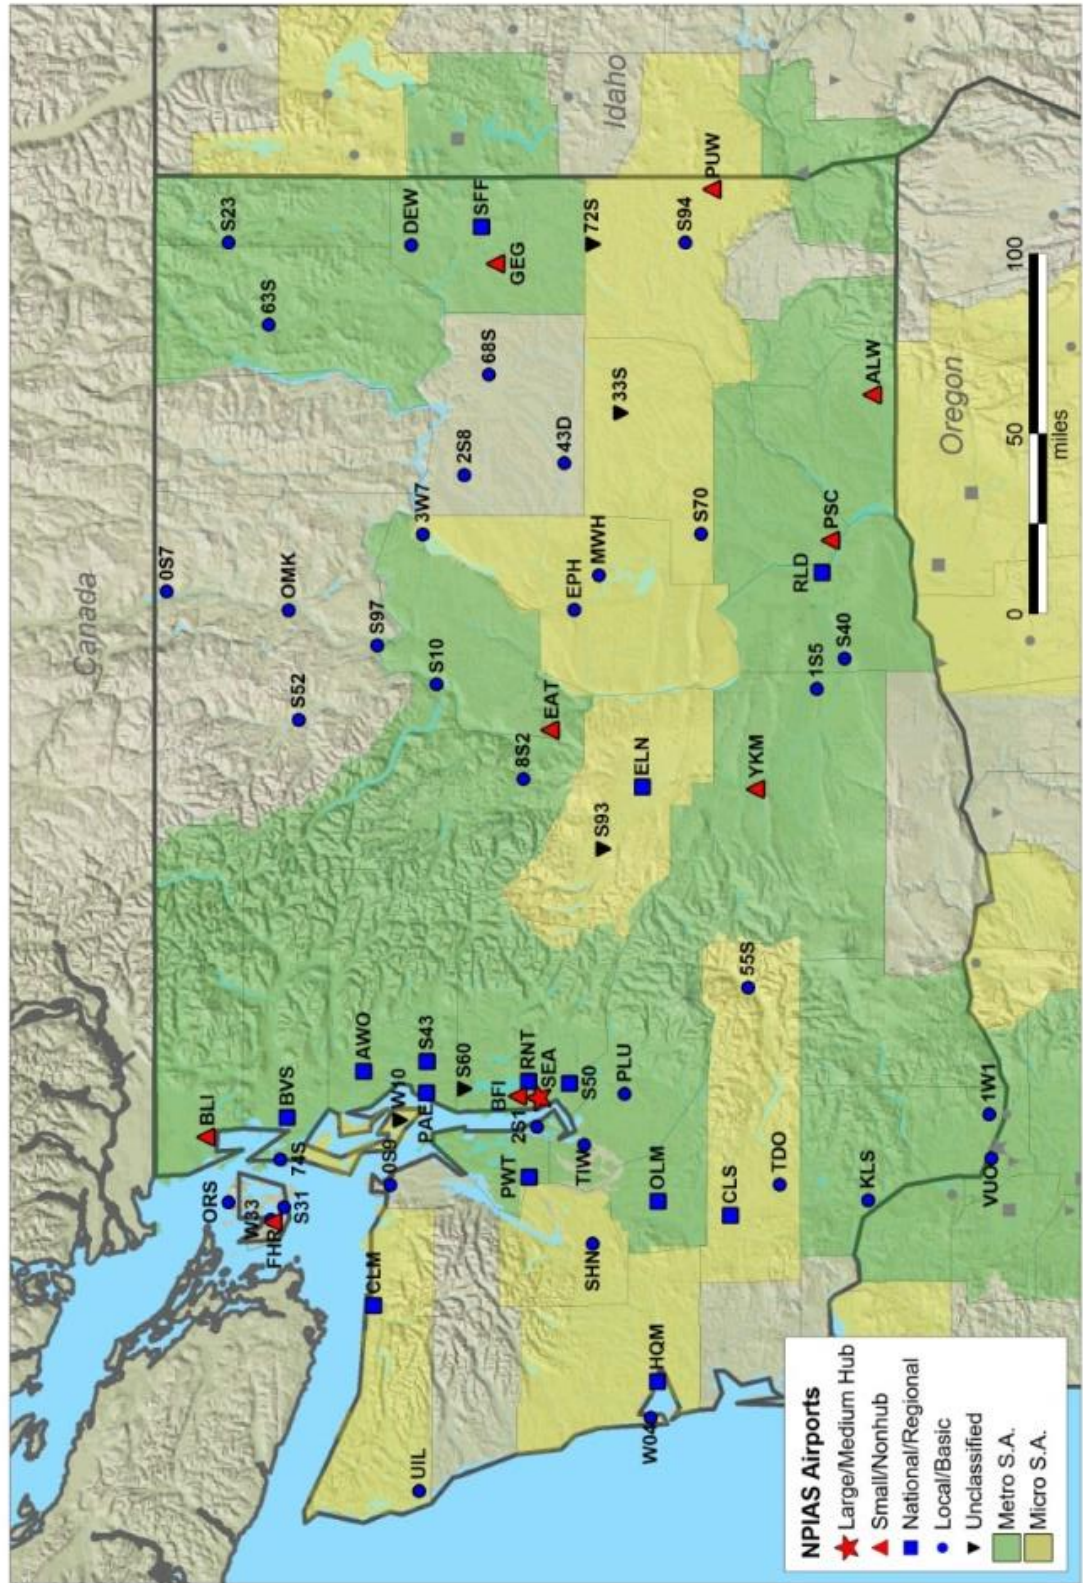 Canada
Idaho
Oregon
0S7
S23
63S
OMK
S52
S97
DEW
SFF
GEG
3W7
2S8
68S
43D
72S
33S
S94
PUW
S10
8S2
EAT
EPH
MWH
S70
ELN
S93
YKM
RLD
PSC
ALW
1S5
S40
BLI
ORS
W33
FHR
S31
74S
BVS
AWO
0S9
W10
PAE
S43
S60
CLM
UIL
BFI
RNT
SEA
2S1
S50
PWT
TIW
PLU
SHN
OLM
HQM
W04
CLS
55S
TDO
KLS
VUO
1W1
0 50 100
miles
NPIAS Airports
Large/Medium Hub
Small/Nonhub
National/Regional
Local/Basic
Unclassified
Metro S.A.
Micro S.A.